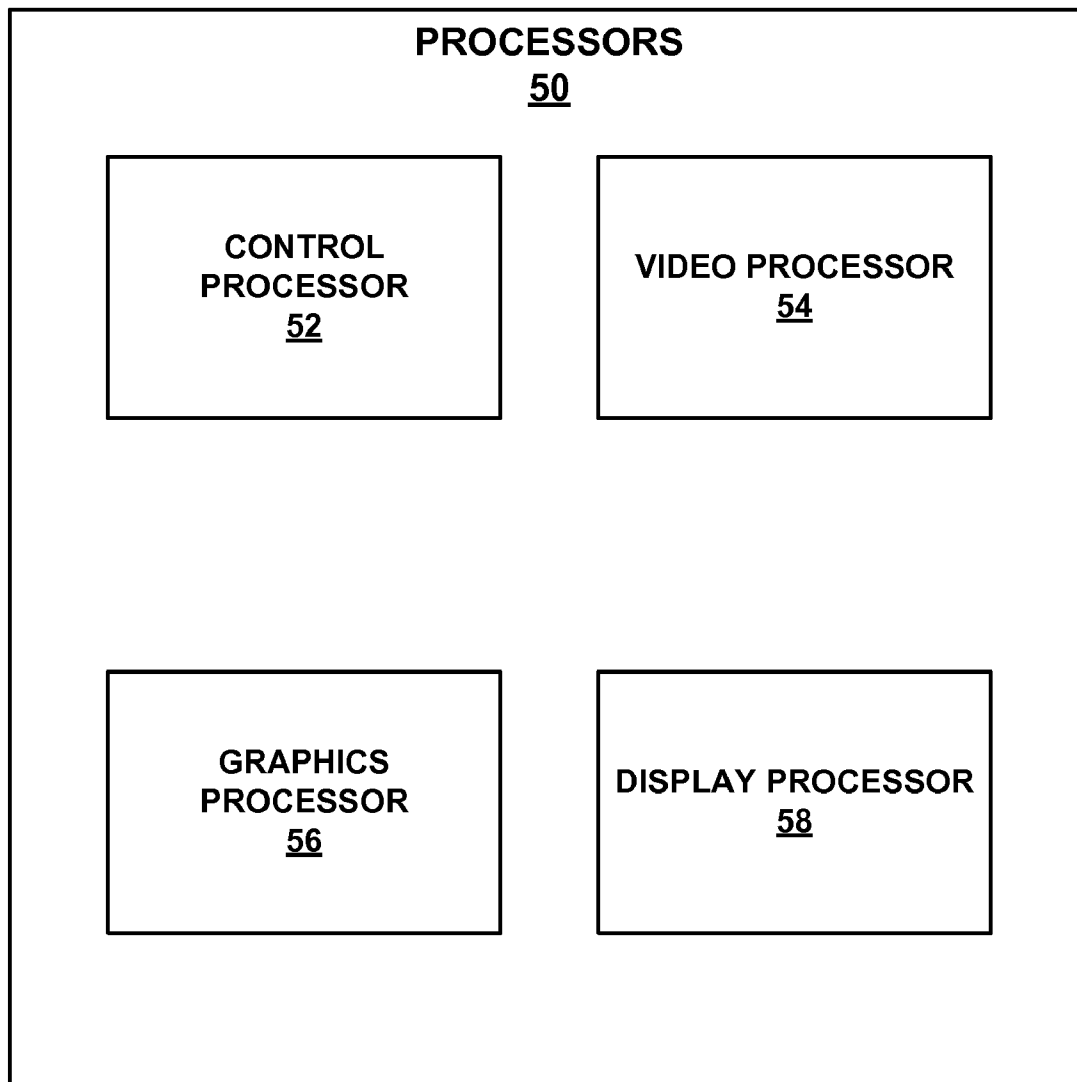 PROCESSORS
50
CONTROL
PROCESSOR
52
VIDEO PROCESSOR
54
GRAPHICS
PROCESSOR
56
DISPLAY PROCESSOR
58